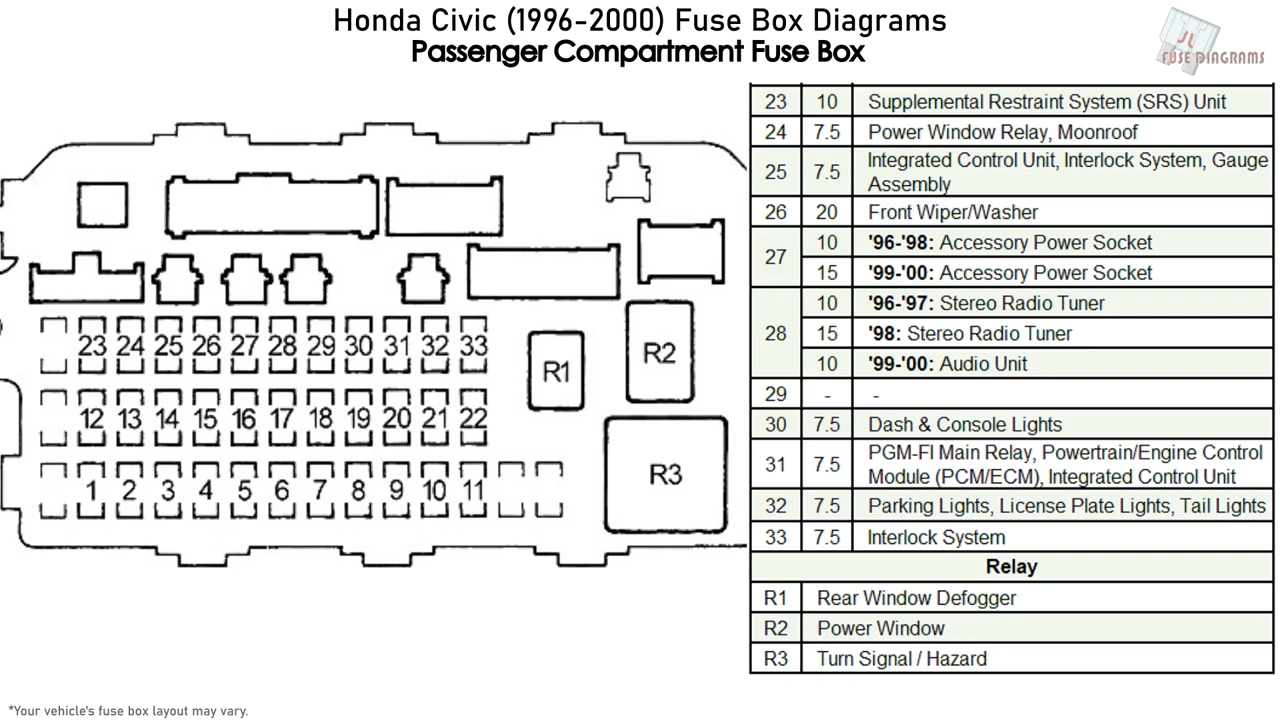 Honda Civic (1996-2000) Fuse Box Diagrams
Passenger Compartment Fuse Box
JL
FUSE DIAGRAMS
23 24 25 26 27 28 29 30 31 32 33
12 13 14 15 16 17 18 19 20 21 22
1 2 3 4 5 6 7 8 9 10 11
R1
R2
R3
23 10 Supplemental Restraint System (SRS) Unit
24 7.5 Power Window Relay, Moonroof
25 7.5 Integrated Control Unit, Interlock System, Gauge
Assembly
26 20 Front Wiper/Washer
27 10 '96-'98: Accessory Power Socket
15 '99-'00: Accessory Power Socket
28 10 '96-'97: Stereo Radio Tuner
15 '98: Stereo Radio Tuner
10 '99-'00: Audio Unit
29 - -
30 7.5 Dash & Console Lights
31 7.5 PGM-FI Main Relay, Powertrain/Engine Control
Module (PCM/ECM), Integrated Control Unit
32 7.5 Parking Lights, License Plate Lights, Tail Lights
33 7.5 Interlock System
Relay
R1 Rear Window Defogger
R2 Power Window
R3 Turn Signal / Hazard
*Your vehicle's fuse box layout may vary.